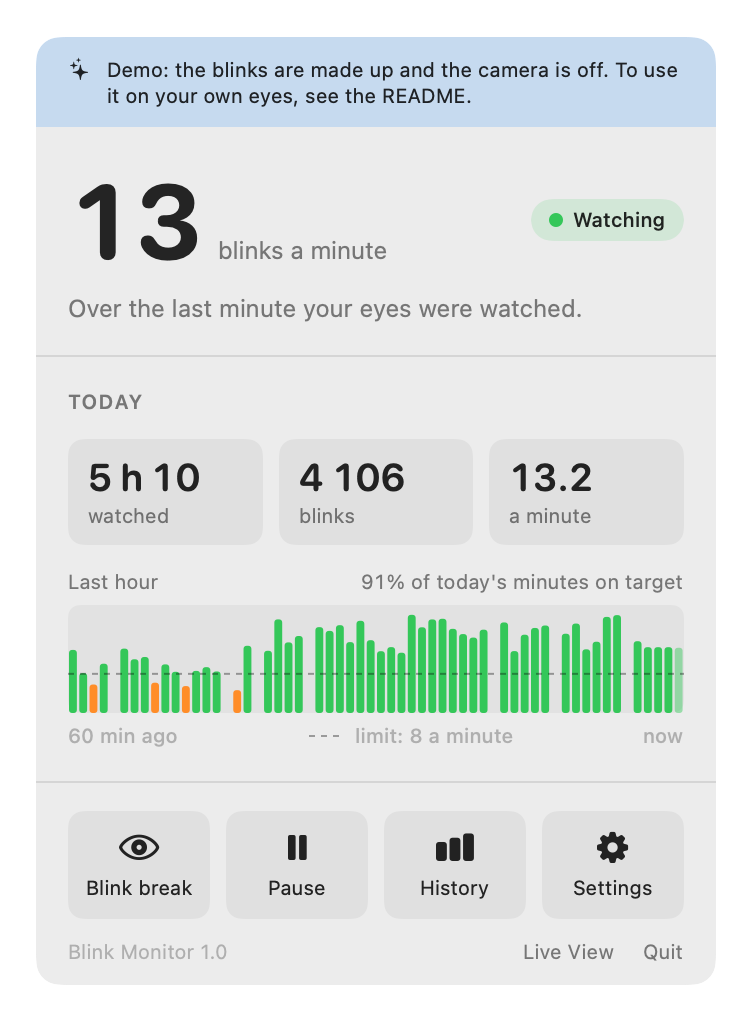 Demo: the blinks are made up and the camera is off. To use
it on your own eyes, see the README.
13 blinks a minute
Watching
Over the last minute your eyes were watched.
TODAY
5 h 10
watched
4 106
blinks
13.2
a minute
Last hour
91% of today's minutes on target
60 min ago
limit: 8 a minute
now
Blink break
Pause
History
Settings
Blink Monitor 1.0
Live View
Quit